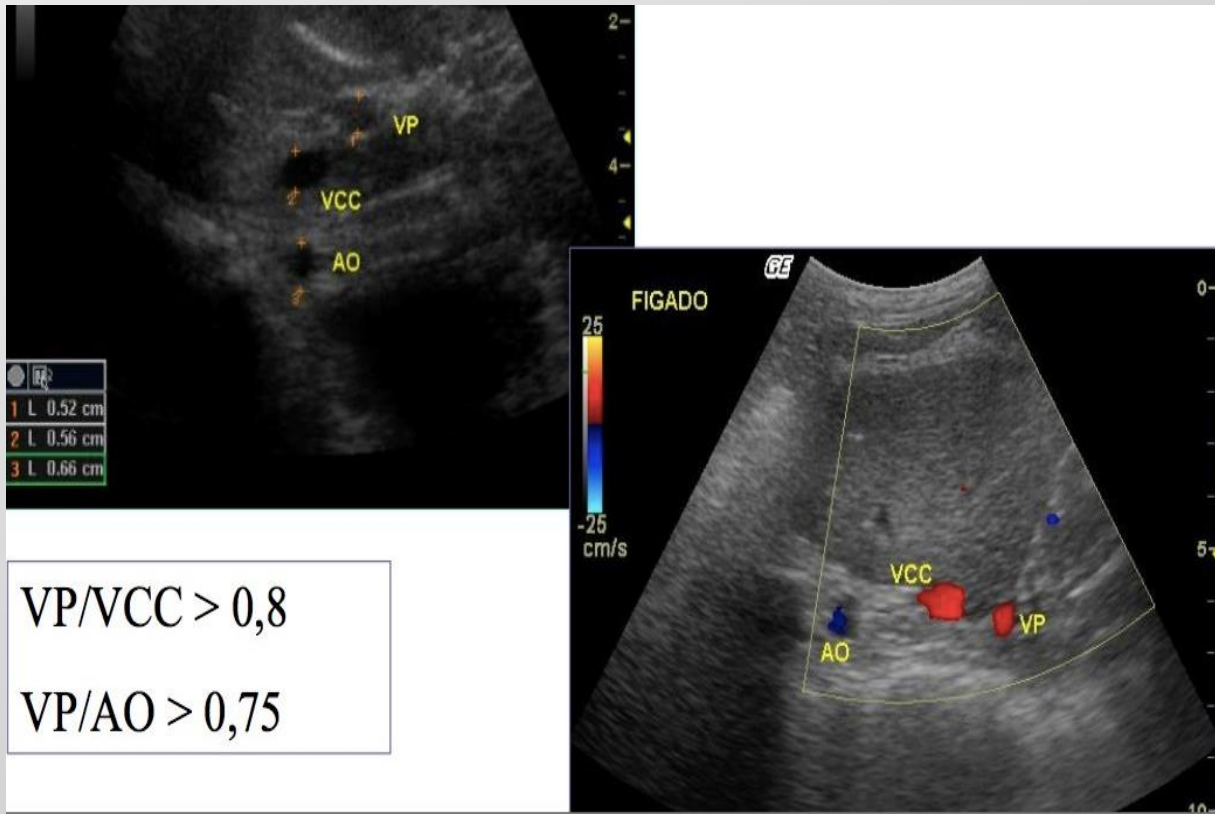 2-
VP
4-
VCC
AO
1 L 0.52 cm
2 L 0.56 cm
3 L 0.66 cm
GE
FIGADO
0-
25
-25
cm/s
5
VCC
VP
AO
10-
VP/VCC > 0,8
VP/AO > 0,75